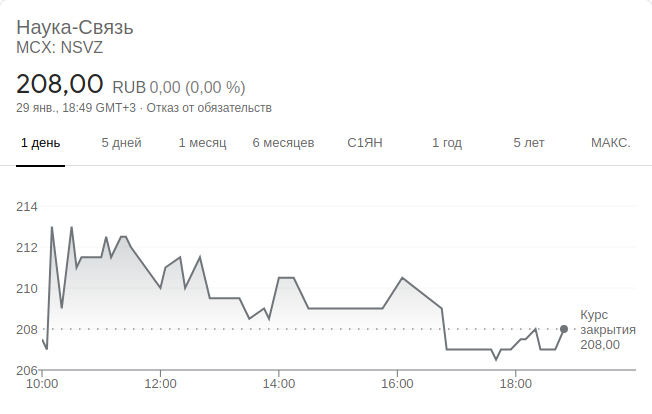 Наука-Связь
MCX: NSVZ
208,00 RUB 0,00 (0,00 %)
29 янв., 18:49 GMT+3 · Отказ от обязательств
1 день 5 дней 1 месяц 6 месяцев С1ЯН 1 год 5 лет МАКС.
214
212
210
208
206
Курс
закрытия
208,00
10:00 12:00 14:00 16:00 18:00